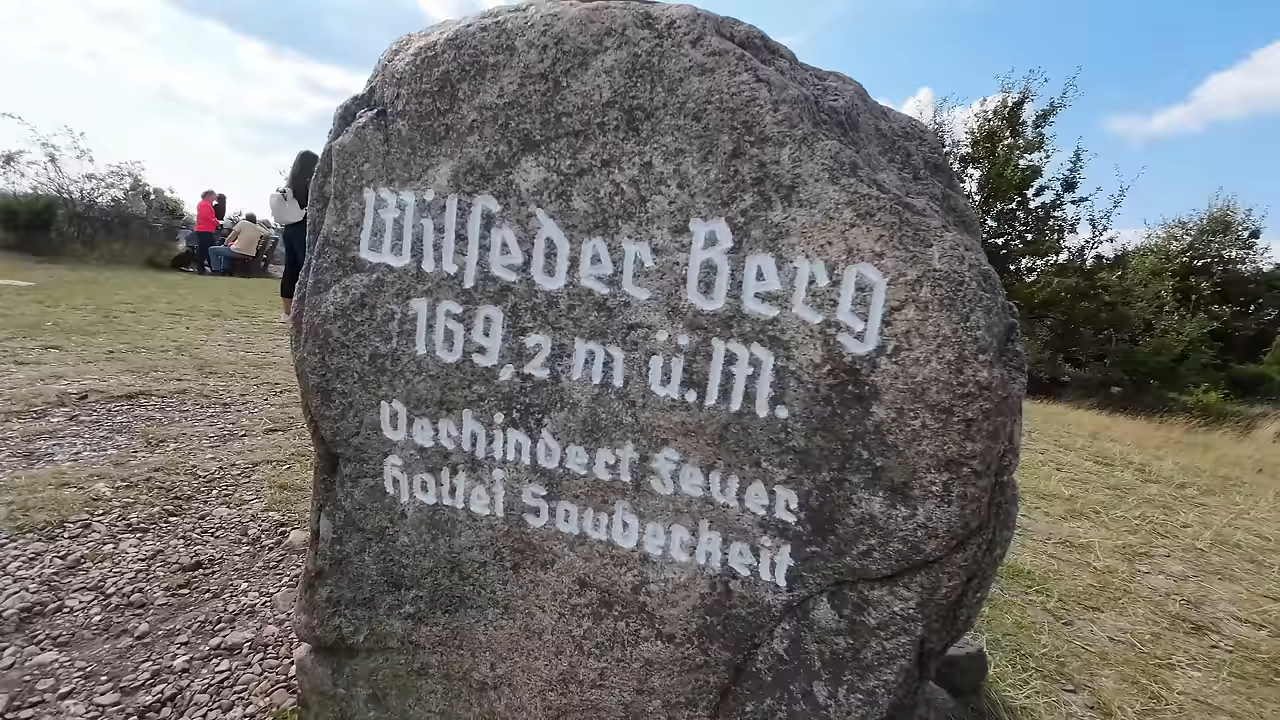 Wilſeder Berg
169,2 m ü.M.
Verhindert Feuer
Haltet Sauberkeit